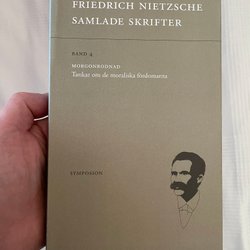 FRIEDRICH NIETZSCHE
SAMLADE SKRIFTER
BAND 4
MORGONRODNAD
Tankar om de moraliska fördomarna
SYMPOSION